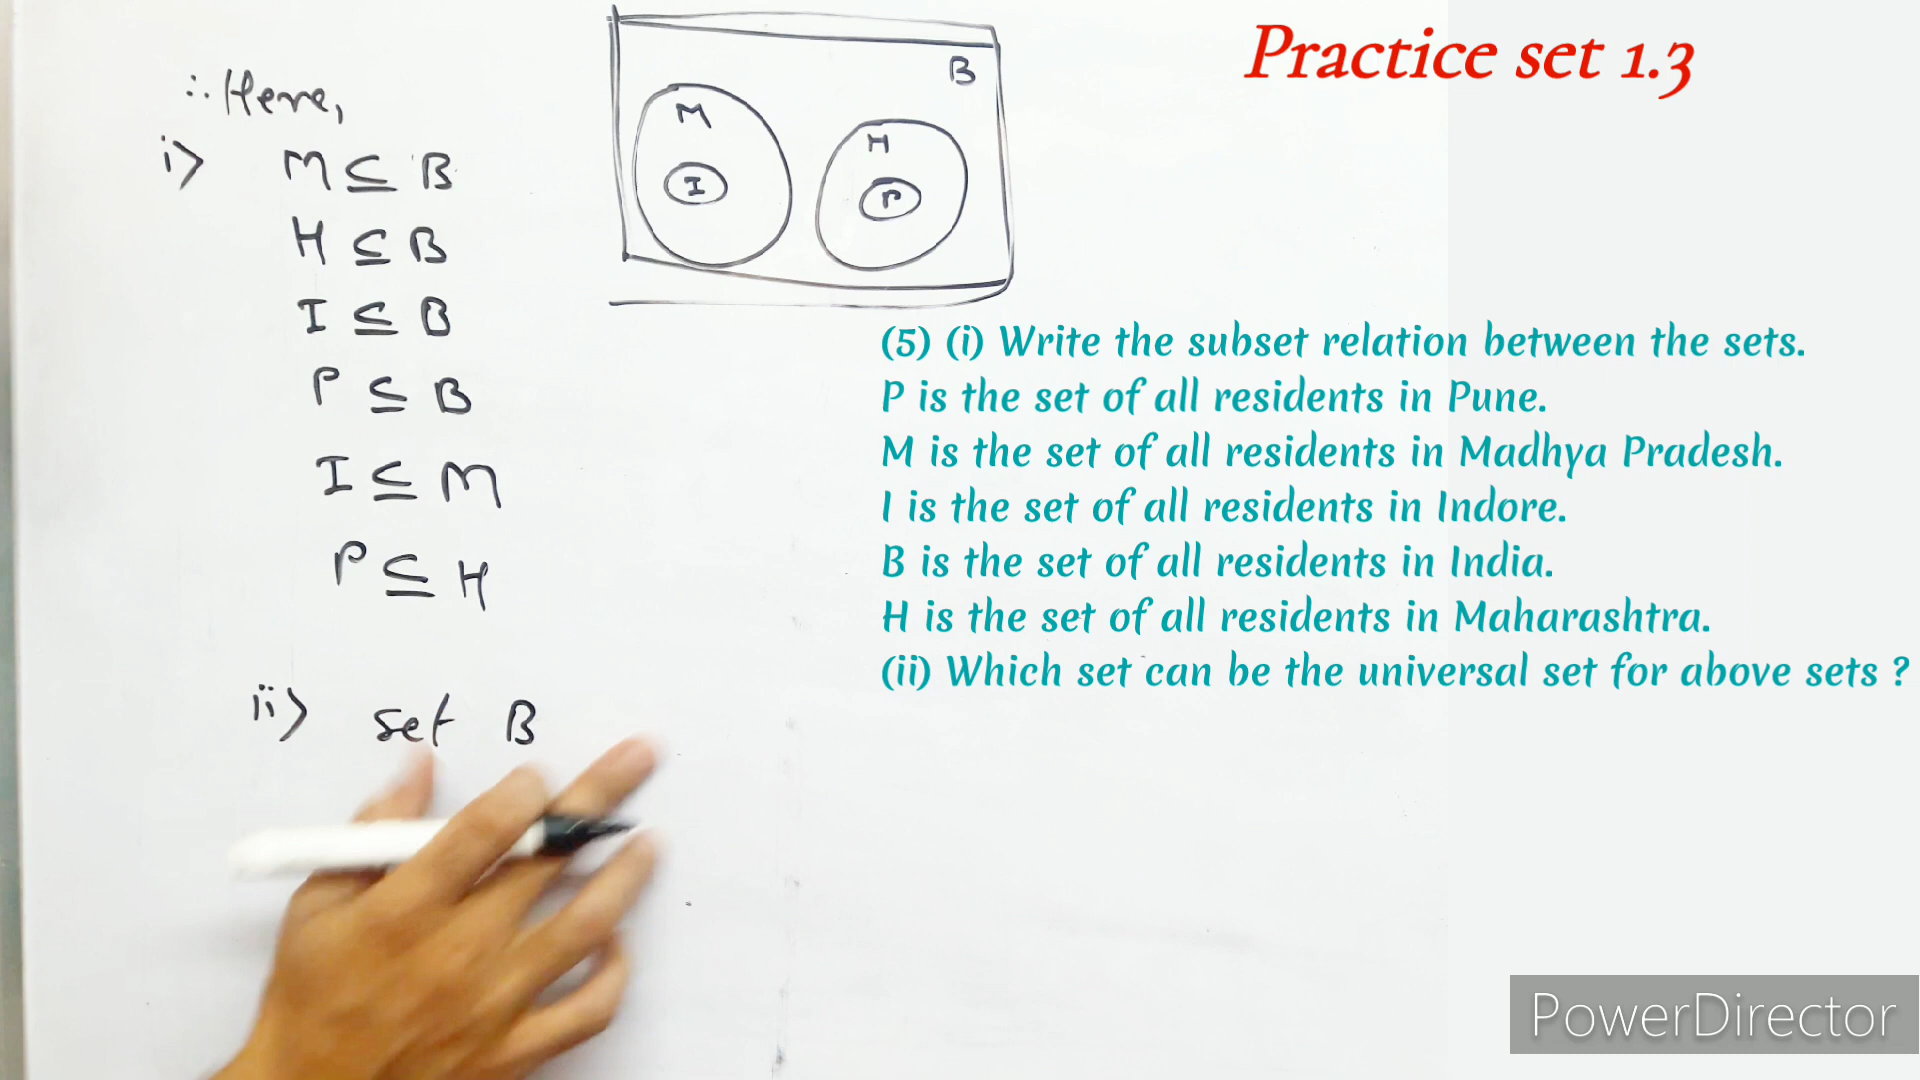 Practice set 1.3
∴ Here,
i) M ⊆ B
H ⊆ B
I ⊆ B
P ⊆ B
I ⊆ M
P ⊆ H
ii) set B
B
M
I
H
P
(5) (i) Write the subset relation between the sets.
P is the set of all residents in Pune.
M is the set of all residents in Madhya Pradesh.
I is the set of all residents in Indore.
B is the set of all residents in India.
H is the set of all residents in Maharashtra.
(ii) Which set can be the universal set for above sets ?
PowerDirector